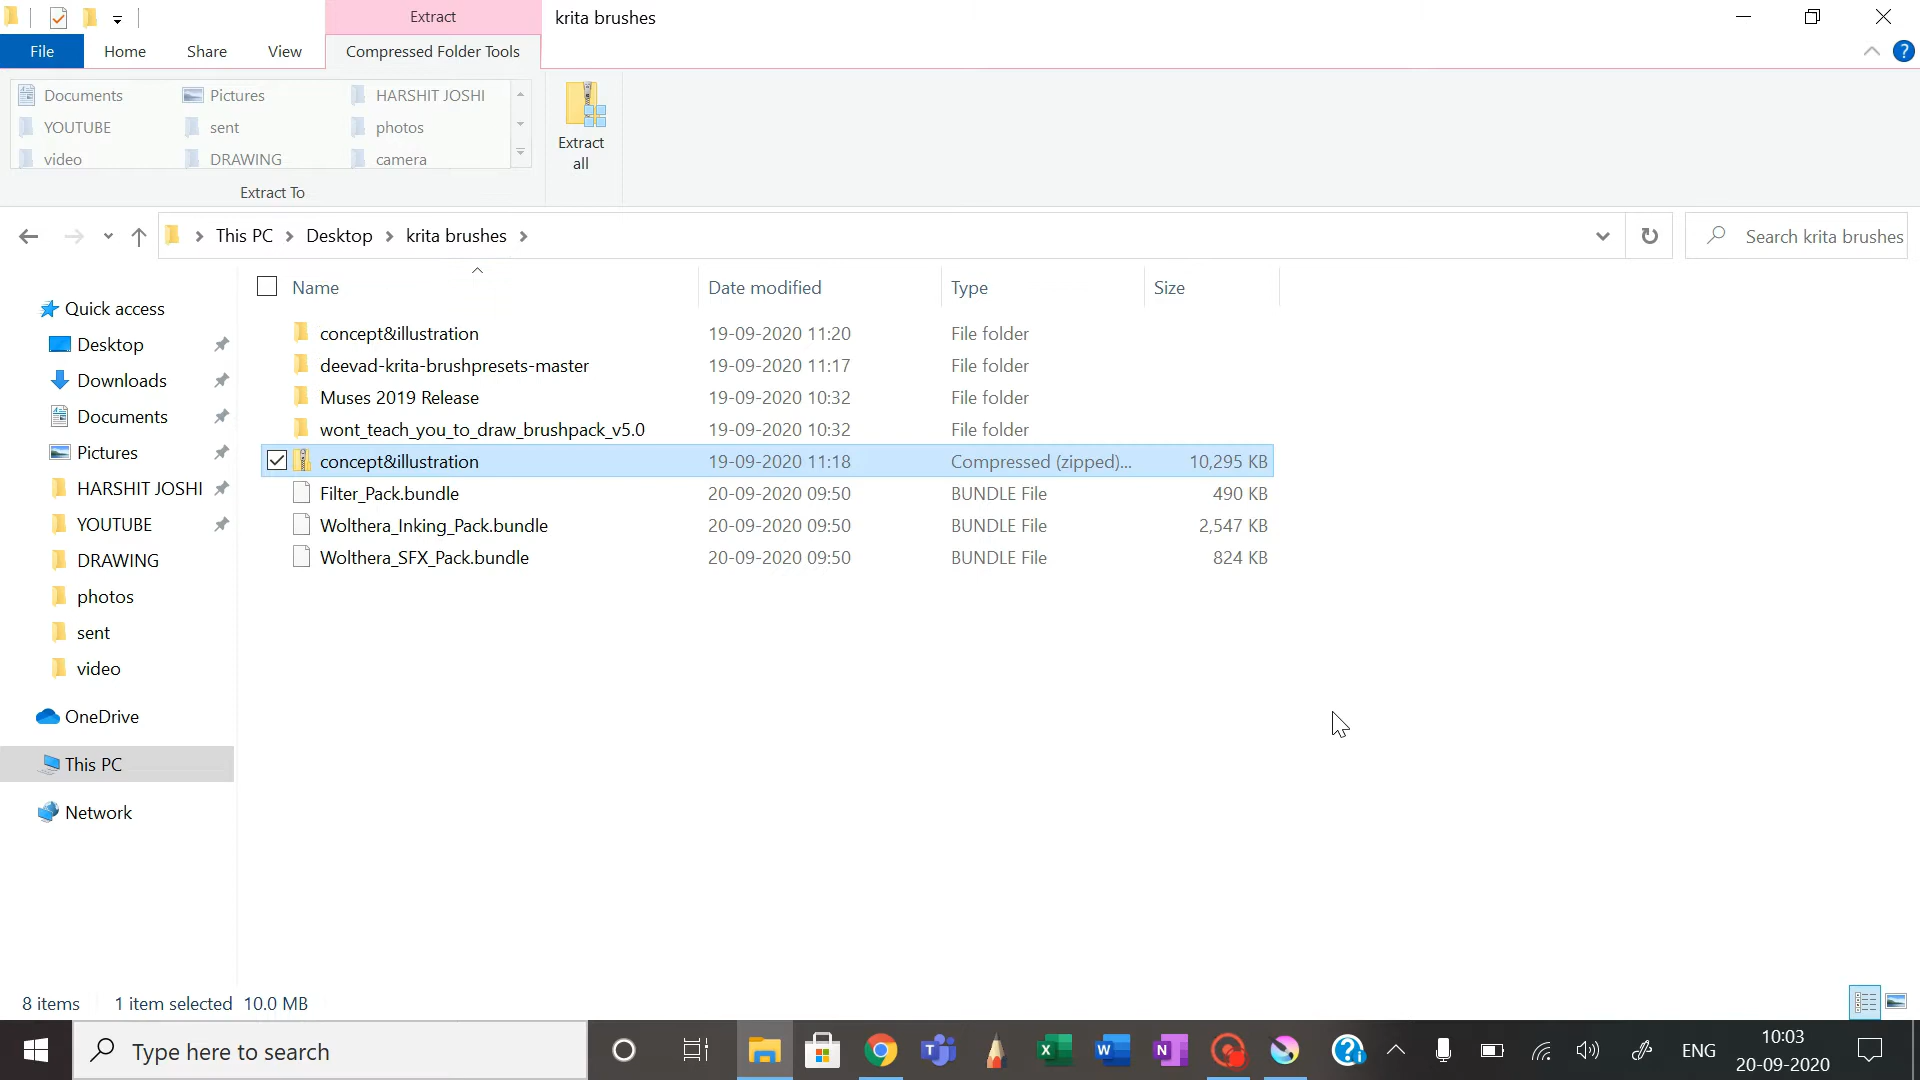 Extract
krita brushes
File
Home
Share
View
Compressed Folder Tools
?
Documents
Pictures
HARSHIT JOSHI
YOUTUBE
sent
photos
video
DRAWING
camera
Extract To
Extract
all
This PC
Desktop
krita brushes
Search krita brushes
Name
Date modified
Type
Size
concept&illustration 19-09-2020 11:20 File folder
deevad-krita-brushpresets-master 19-09-2020 11:17 File folder
Muses 2019 Release 19-09-2020 10:32 File folder
wont_teach_you_to_draw_brushpack_v5.0 19-09-2020 10:32 File folder
concept&illustration 19-09-2020 11:18 Compressed (zipped)... 10,295 KB
Filter_Pack.bundle 20-09-2020 09:50 BUNDLE File 490 KB
Wolthera_Inking_Pack.bundle 20-09-2020 09:50 BUNDLE File 2,547 KB
Wolthera_SFX_Pack.bundle 20-09-2020 09:50 BUNDLE File 824 KB
Quick access
Desktop
Downloads
Documents
Pictures
HARSHIT JOSHI
YOUTUBE
DRAWING
photos
sent
video
OneDrive
This PC
Network
8 items 1 item selected 10.0 MB
Type here to search
ENG
10:03
20-09-2020